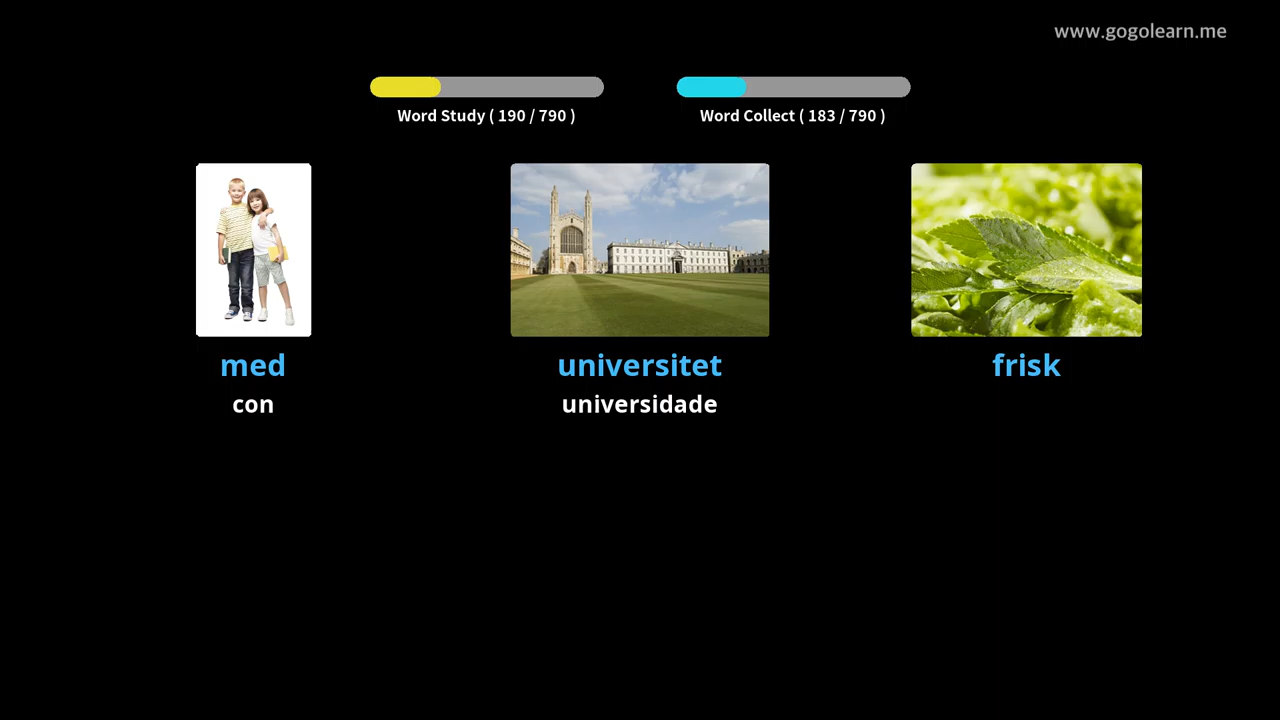 www.gogolearn.me
Word Study ( 190 / 790 )
Word Collect ( 183 / 790 )
med
con
universitet
universidade
frisk